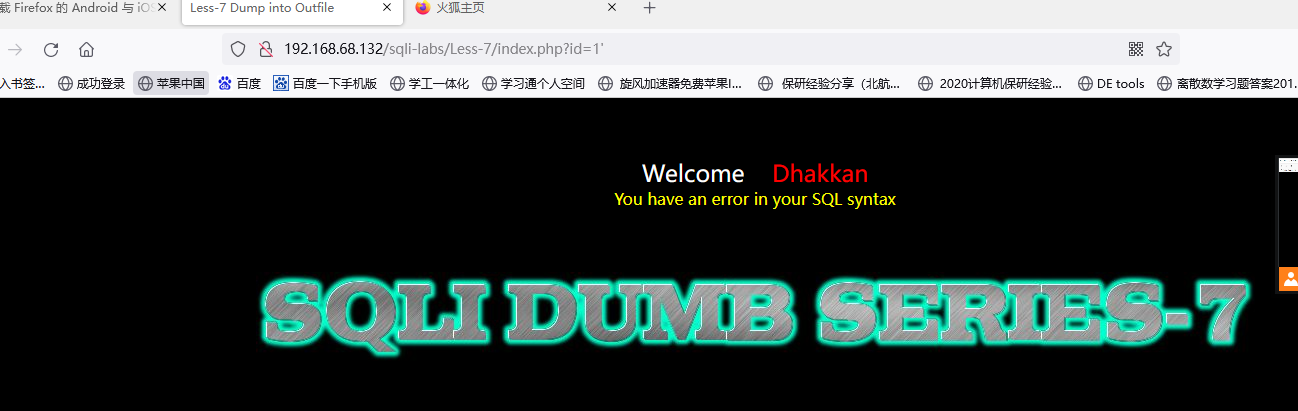 载 Firefox 的 Android 与 iOS
Less-7 Dump into Outfile
火狐主页
192.168.68.132/sqli-labs/Less-7/index.php?id=1'
入书签...
成功登录
苹果中国
百度
百度一下手机版
学工一体化
学习通个人空间
旋风加速器免费苹果I...
保研经验分享（北航...
2020计算机保研经验...
DE tools
离散数学习题答案201...
Welcome Dhakkan
You have an error in your SQL syntax
SQLI DUMB SERIES-7